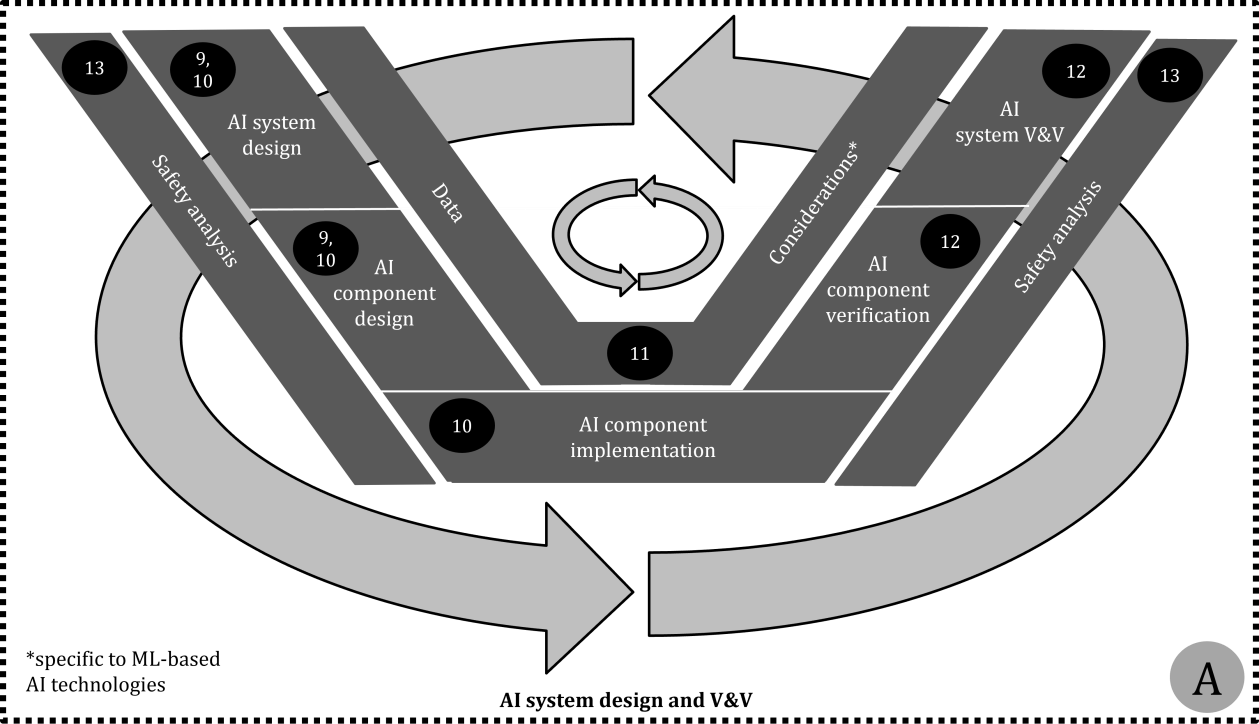 13
9,
10
AI system
design
Safety analysis
Data
9,
10
AI
component
design
11
10
AI component
implementation
Considerations*
12
AI
system V&V
13
12
AI
component
verification
Safety analysis
*specific to ML-based
AI technologies
AI system design and V&V
A